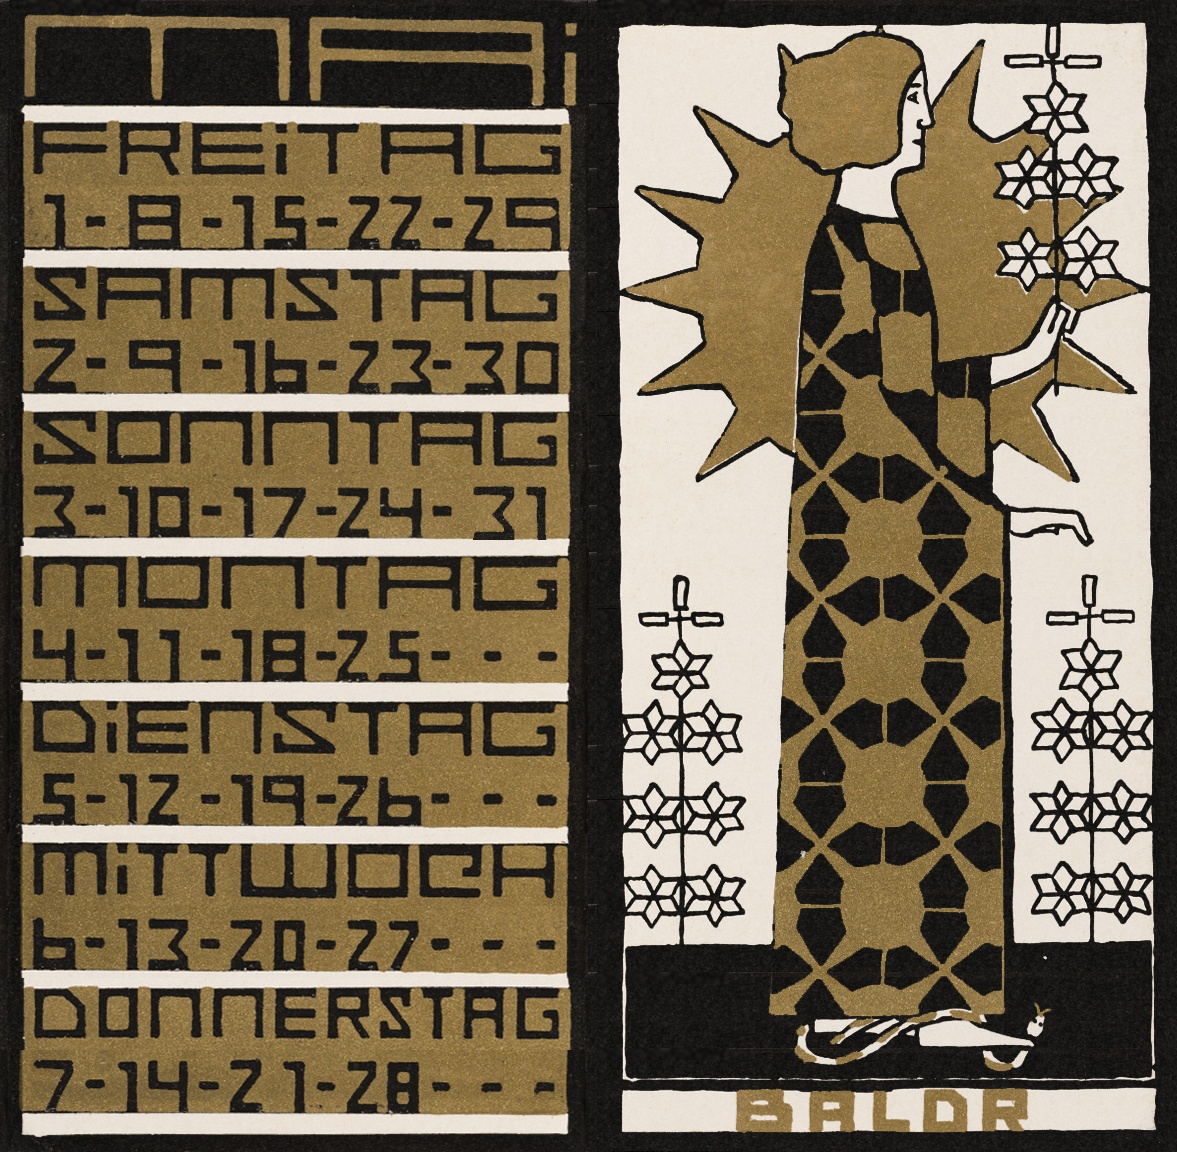 MAi
FREiTAG
1-8-15-22-29
SAMSTAG
2-9-16-23-30
SONNTAG
3-10-17-24-31
MONTAG
4-11-18-25- - -
DiENSTAG
5-12-19-26- - -
MiTTWOCH
6-13-20-27- - -
DONNERSTAG
7-14-21-28- - -
BALDR